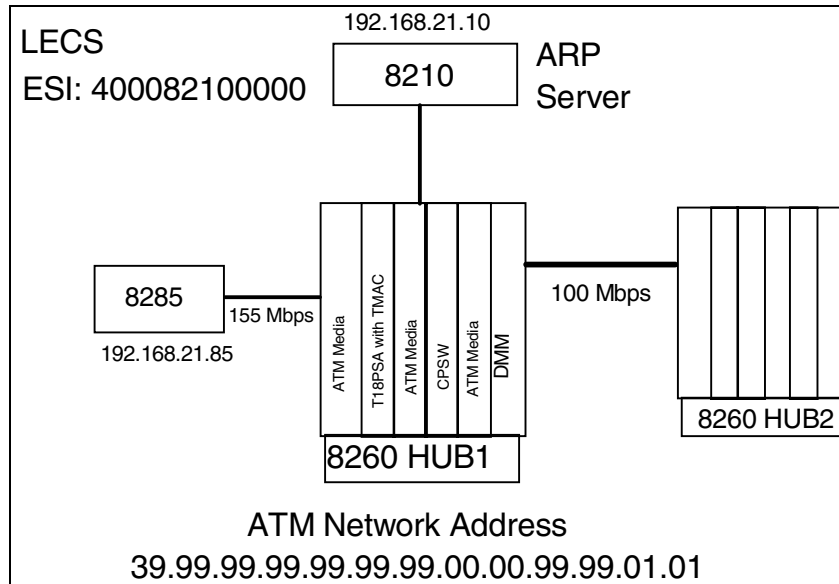 192.168.21.10
LECS
ESI: 400082100000
8210
ARP
Server
8285
155 Mbps
192.168.21.85
ATM Media
T18PSA with TMAC
ATM Media
CPSW
ATM Media
DMM
100 Mbps
8260 HUB1
8260 HUB2
ATM Network Address
39.99.99.99.99.99.99.00.00.99.99.01.01